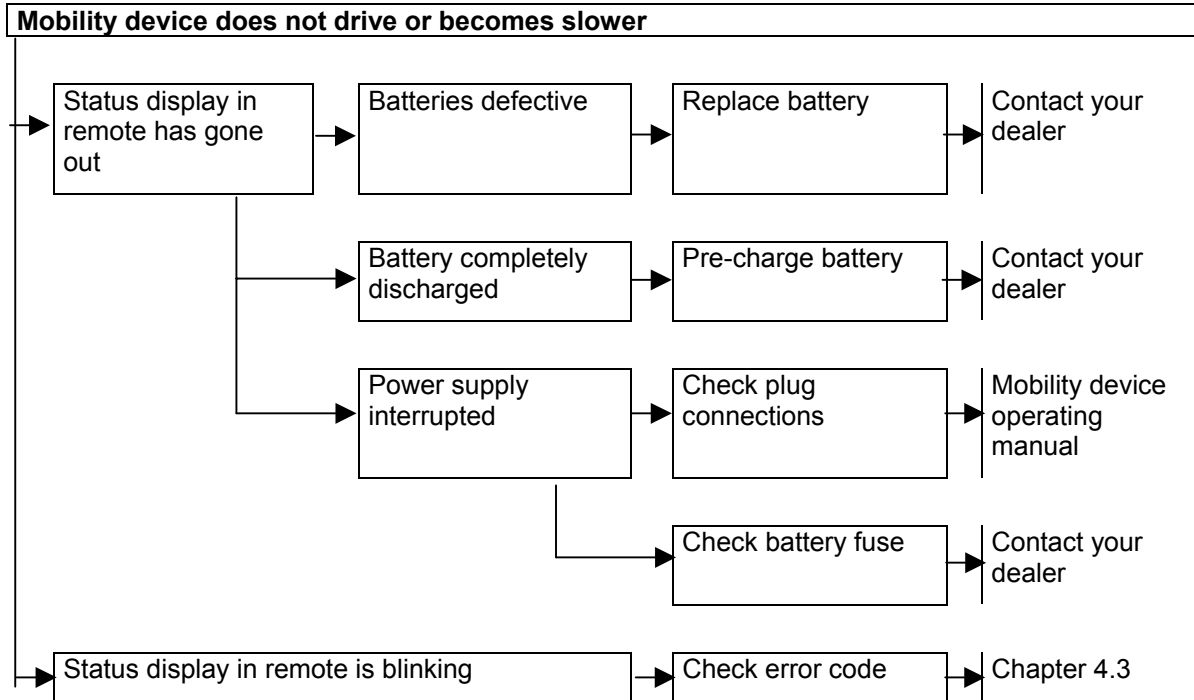 Mobility device does not drive or becomes slower
Status display in
remote has gone
out
Batteries defective
Replace battery
Contact your
dealer
Battery completely
discharged
Pre-charge battery
Contact your
dealer
Power supply
interrupted
Check plug
connections
Mobility device
operating
manual
Check battery fuse
Contact your
dealer
Status display in remote is blinking
Check error code
Chapter 4.3